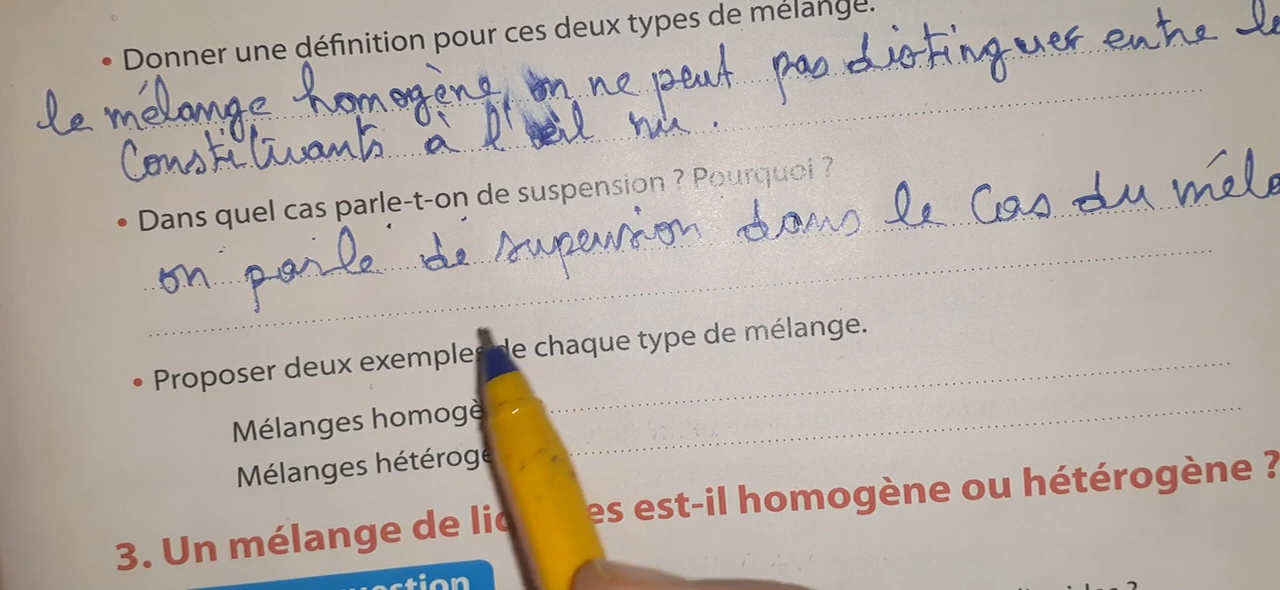 • Donner une définition pour ces deux types de mélange.
le mélange homogène, on ne peut pas distinguer entre le
Constituants à l'œil nu.
• Dans quel cas parle-t-on de suspension ? Pourquoi ?
on parle de supension dans le cas du méla
• Proposer deux exemples de chaque type de mélange.
Mélanges homogè
Mélanges hétérogè
3. Un mélange de li es est-il homogène ou hétérogène ?
estion